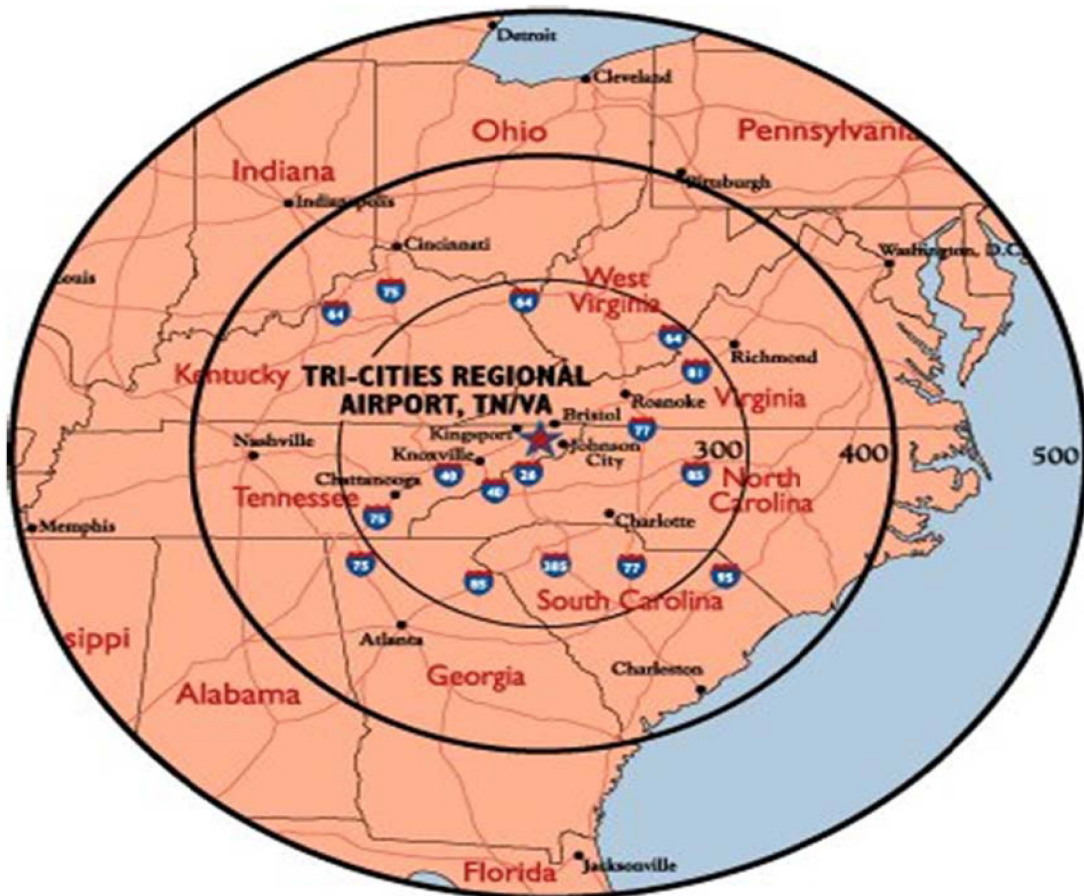 Detroit
Cleveland
Ohio
Pennsylvania
Indiana
Pittsburgh
Indianapolis
Cincinnati
Washington, D.C.
ouis
West
Virginia
75
64
64
64
Richmond
81
Kentucky
TRI-CITIES REGIONAL
AIRPORT, TN/VA
Roanoke
Virginia
Bristol
Kingsport
77
Nashville
Johnson
City
300
400
500
Knoxville
40
26
85
North
Carolina
Chattanooga
40
Tennessee
75
Charlotte
Memphis
75
85
385
77
95
South Carolina
Atlanta
sippi
Georgia
Charleston
Alabama
Jacksonville
Florida